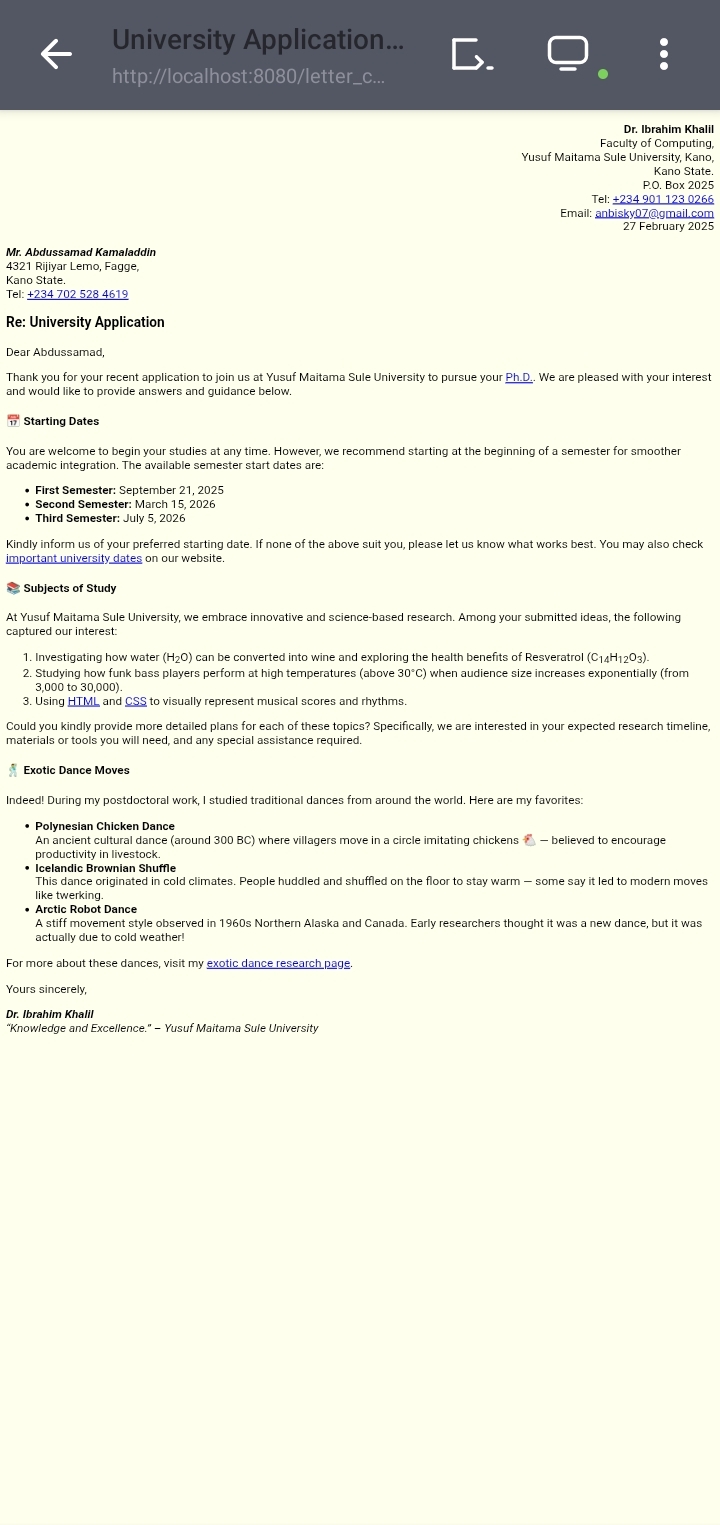 University Application...
http://localhost:8080/letter_c...
Dr. Ibrahim Khalil
Faculty of Computing,
Yusuf Maitama Sule University, Kano,
Kano State.
P.O. Box 2025
Tel: +234 901 123 0266
Email: anbisky07@gmail.com
27 February 2025
Mr. Abdussamad Kamaladdin
4321 Rijiyar Lemo, Fagge,
Kano State.
Tel: +234 702 528 4619
Re: University Application
Dear Abdussamad,
Thank you for your recent application to join us at Yusuf Maitama Sule University to pursue your Ph.D.. We are pleased with your interest
and would like to provide answers and guidance below.
📅 Starting Dates
You are welcome to begin your studies at any time. However, we recommend starting at the beginning of a semester for smoother
academic integration. The available semester start dates are:
• First Semester: September 21, 2025
• Second Semester: March 15, 2026
• Third Semester: July 5, 2026
Kindly inform us of your preferred starting date. If none of the above suit you, please let us know what works best. You may also check
important university dates on our website.
📚 Subjects of Study
At Yusuf Maitama Sule University, we embrace innovative and science-based research. Among your submitted ideas, the following
captured our interest:
1. Investigating how water (H₂O) can be converted into wine and exploring the health benefits of Resveratrol (C₁₄H₁₂O₃).
2. Studying how funk bass players perform at high temperatures (above 30°C) when audience size increases exponentially (from
3,000 to 30,000).
3. Using HTML and CSS to visually represent musical scores and rhythms.
Could you kindly provide more detailed plans for each of these topics? Specifically, we are interested in your expected research timeline,
materials or tools you will need, and any special assistance required.
🕺 Exotic Dance Moves
Indeed! During my postdoctoral work, I studied traditional dances from around the world. Here are my favorites:
• Polynesian Chicken Dance
An ancient cultural dance (around 300 BC) where villagers move in a circle imitating chickens 🐔 — believed to encourage
productivity in livestock.
• Icelandic Brownian Shuffle
This dance originated in cold climates. People huddled and shuffled on the floor to stay warm — some say it led to modern moves
like twerking.
• Arctic Robot Dance
A stiff movement style observed in 1960s Northern Alaska and Canada. Early researchers thought it was a new dance, but it was
actually due to cold weather!
For more about these dances, visit my exotic dance research page.
Yours sincerely,
Dr. Ibrahim Khalil
“Knowledge and Excellence.” – Yusuf Maitama Sule University